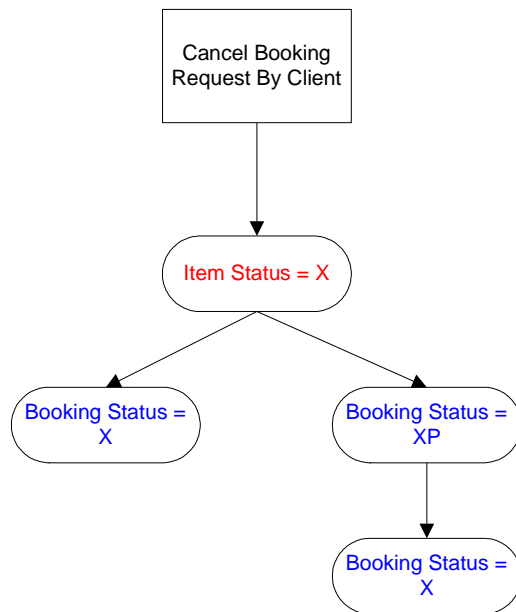 Cancel Booking
Request By Client
Item Status = X
Booking Status =
X
Booking Status =
XP
Booking Status =
X